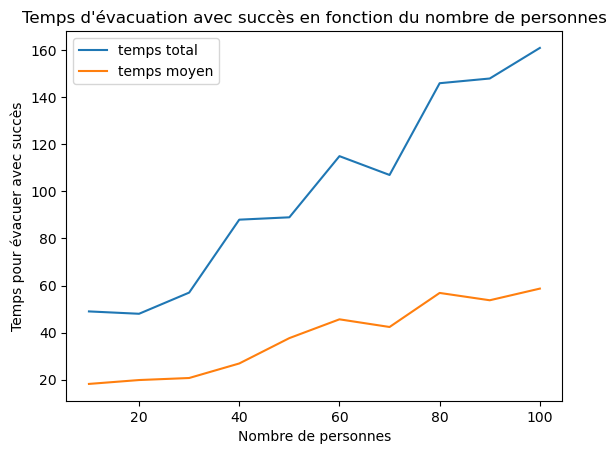 Temps d'évacuation avec succès en fonction du nombre de personnes
temps total
temps moyen
Temps pour évacuer avec succès
160
140
120
100
80
60
40
20
20 40 60 80 100
Nombre de personnes